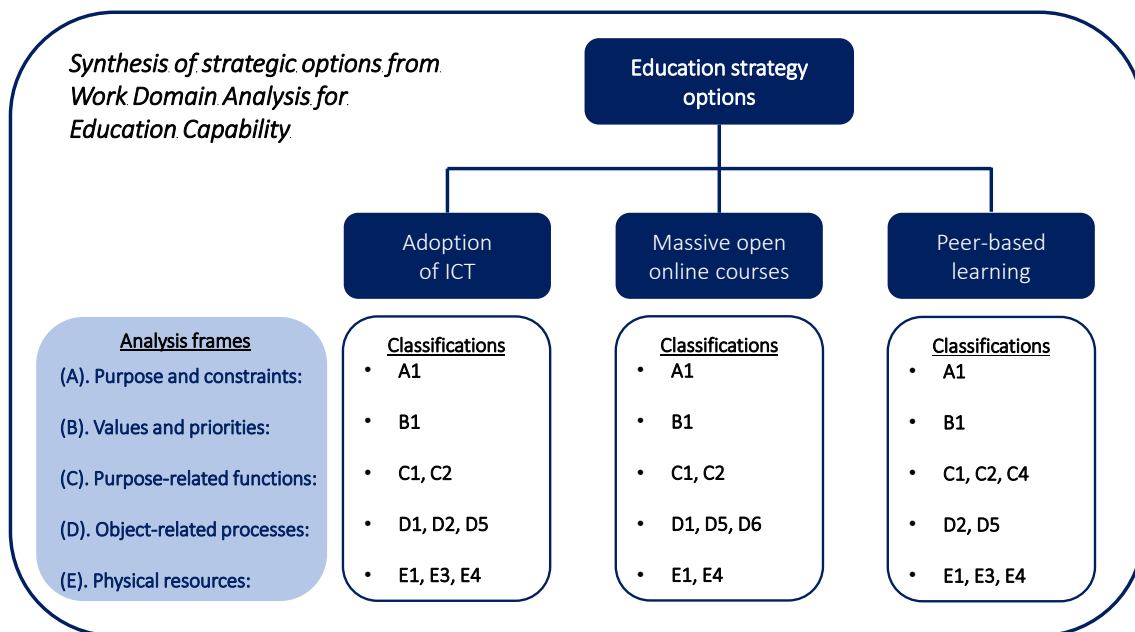 Synthesis of strategic options from
Work Domain Analysis for
Education Capability
Education strategy
options
Adoption
of ICT
Massive open
online courses
Peer-based
learning
Analysis frames
(A). Purpose and constraints:
(B). Values and priorities:
(C). Purpose-related functions:
(D). Object-related processes:
(E). Physical resources:
Classifications
• A1
• B1
• C1, C2
• D1, D2, D5
• E1, E3, E4
Classifications
• A1
• B1
• C1, C2
• D1, D5, D6
• E1, E4
Classifications
• A1
• B1
• C1, C2, C4
• D2, D5
• E1, E3, E4